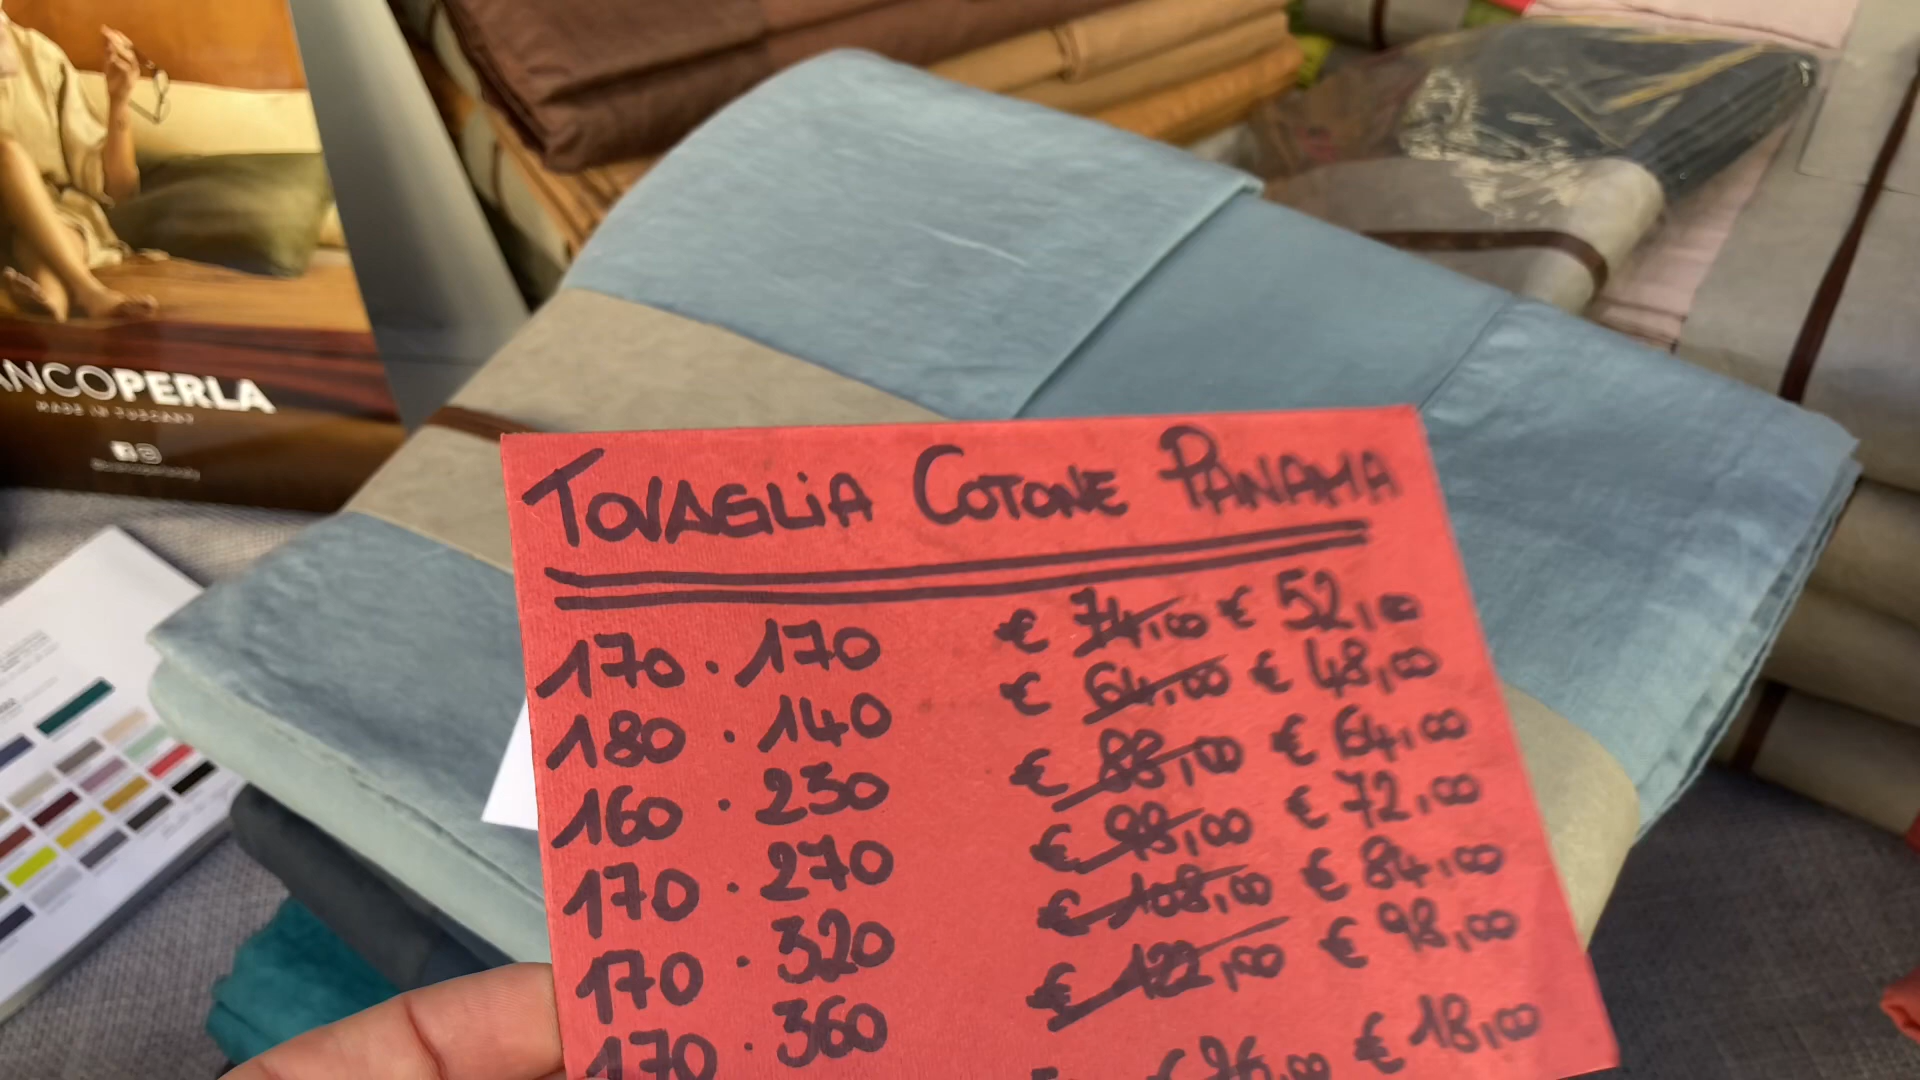 ANCOPERLA
MADE IN TUSCANY
TOVAGLIA COTONE PANAMA
170 · 170 € 74,00 € 52,00
180 · 140 € 64,00 € 48,00
160 · 230 € 88,00 € 64,00
170 · 270 € 98,00 € 72,00
170 · 320 € 108,00 € 84,00
170 · 360 € 122,00 € 98,00
€ 18,00